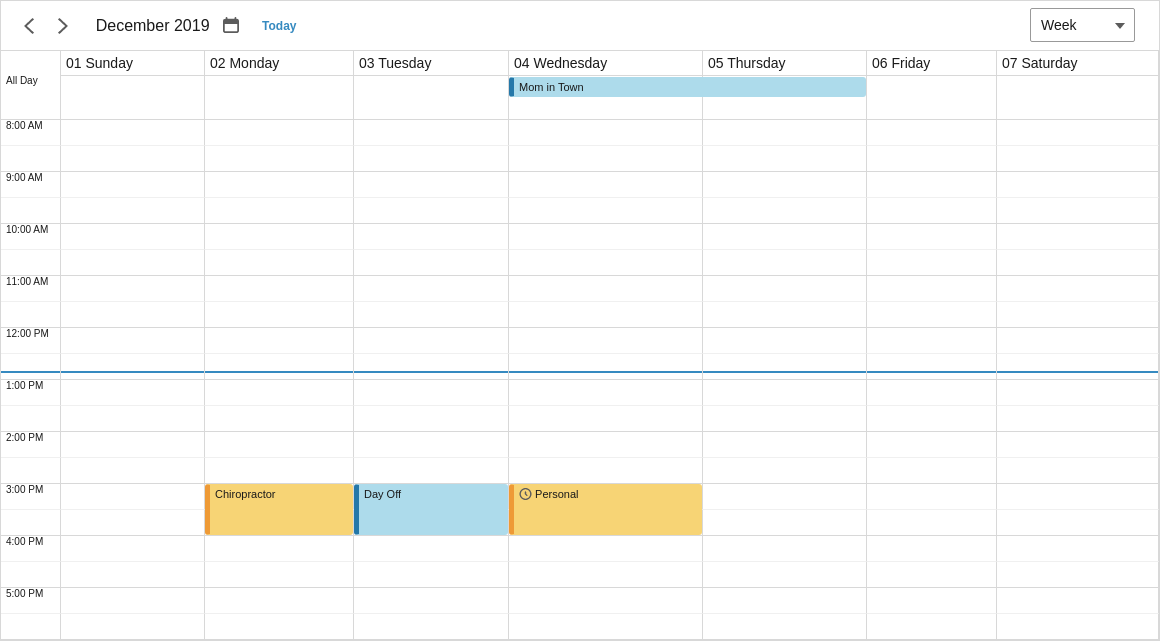 December 2019 Today Week
01 Sunday 02 Monday 03 Tuesday 04 Wednesday 05 Thursday 06 Friday 07 Saturday
All Day Mom in Town
8:00 AM
9:00 AM
10:00 AM
11:00 AM
12:00 PM
1:00 PM
2:00 PM
3:00 PM Chiropractor Day Off Personal
4:00 PM
5:00 PM